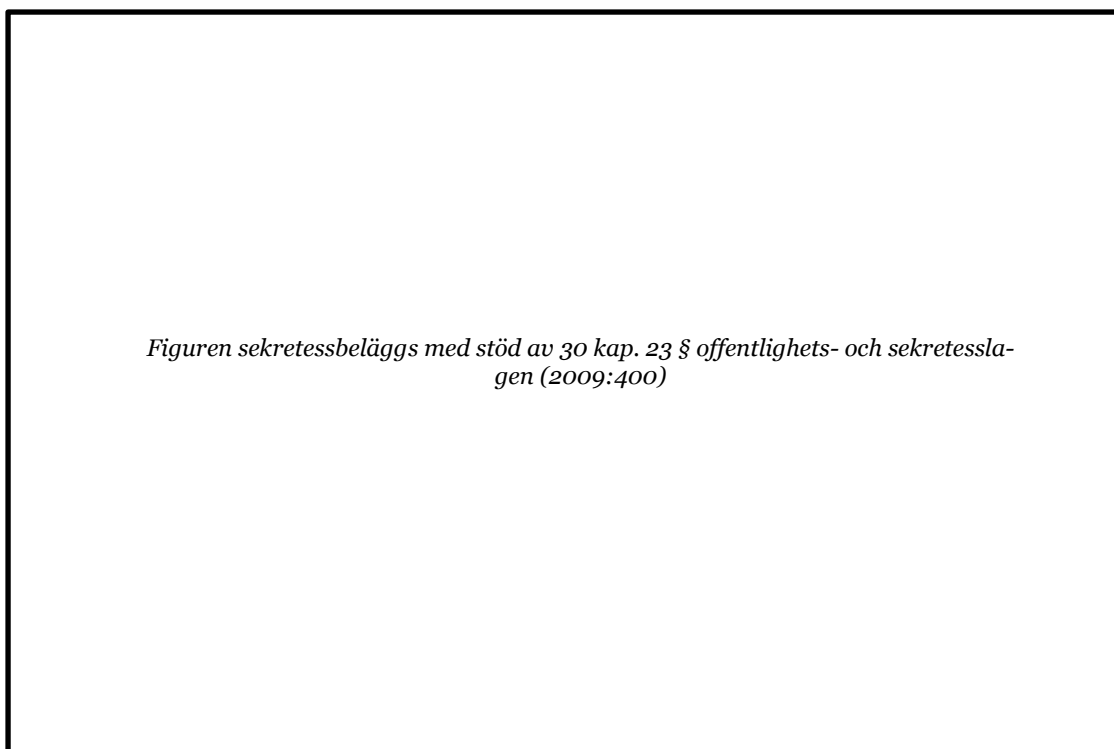 Figuren sekretessbeläggs med stöd av 30 kap. 23 § offentlighets- och sekretessla-
gen (2009:400)